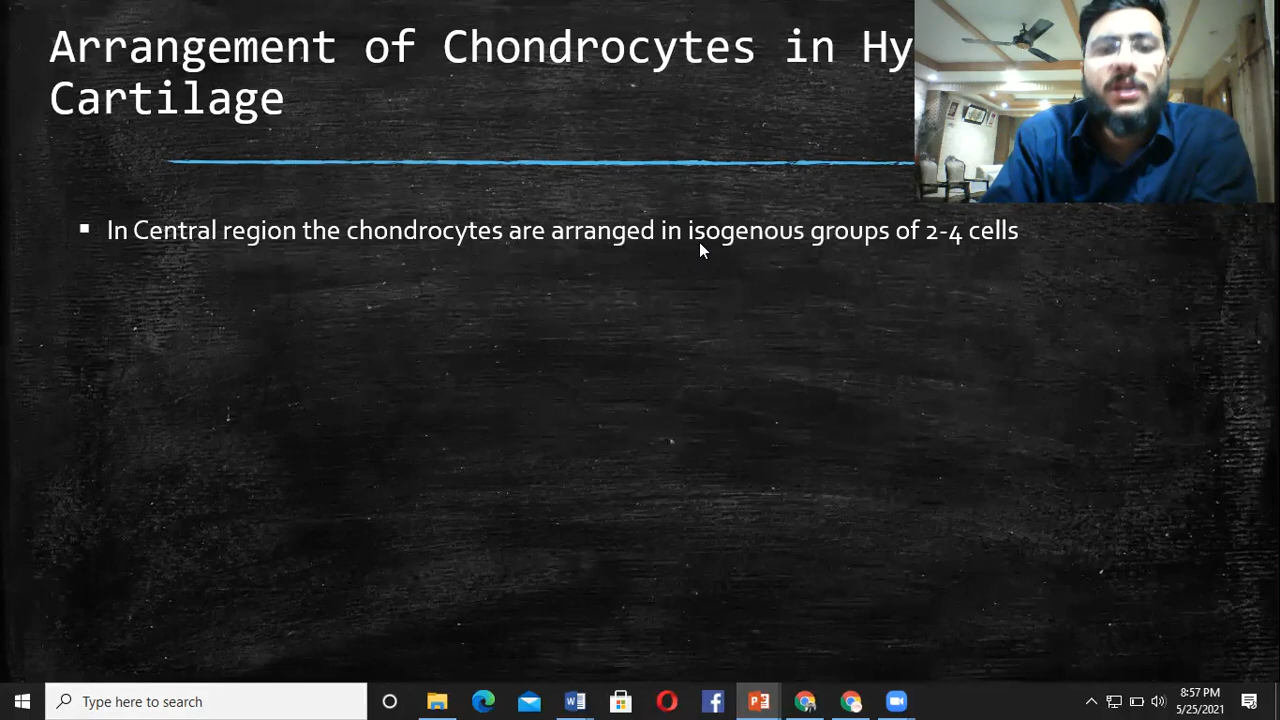 Arrangement of Chondrocytes in Hy
Cartilage
▪ In Central region the chondrocytes are arranged in isogenous groups of 2-4 cells
Type here to search
8:57 PM
5/25/2021